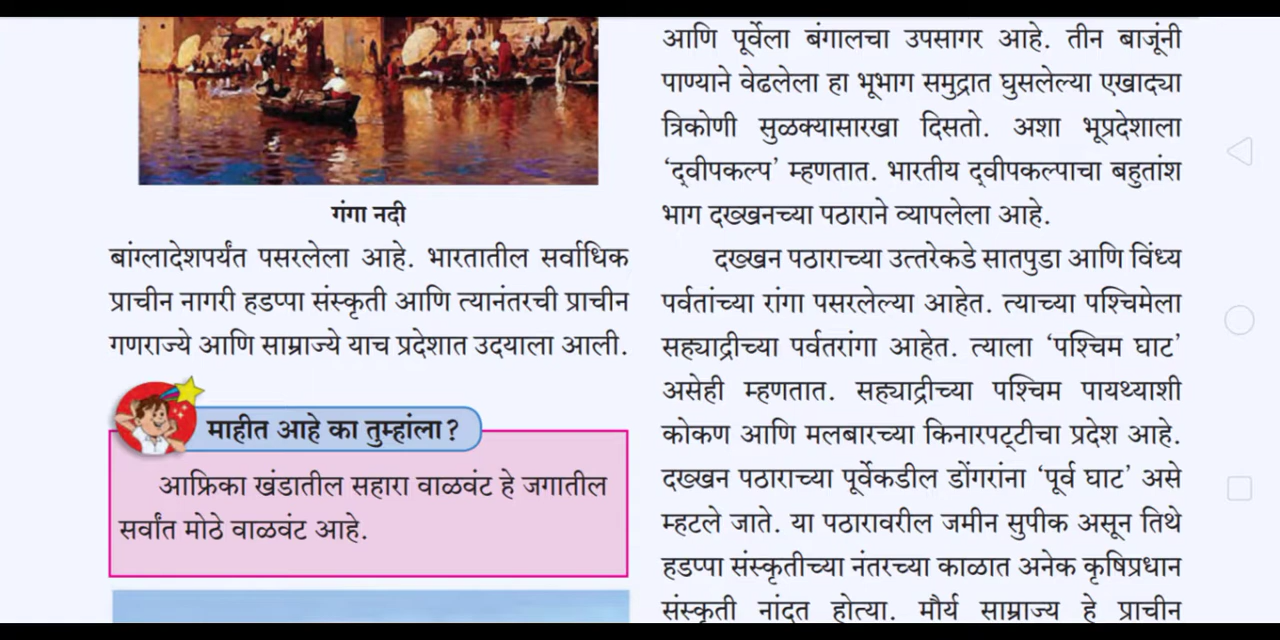 गंगा नदी
बांग्लादेशपर्यंत पसरलेला आहे. भारतातील सर्वाधिक
प्राचीन नागरी हडप्पा संस्कृती आणि त्यानंतरची प्राचीन
गणराज्ये आणि साम्राज्ये याच प्रदेशात उदयाला आली.
माहीत आहे का तुम्हांला?
आफ्रिका खंडातील सहारा वाळवंट हे जगातील
सर्वांत मोठे वाळवंट आहे.
आणि पूर्वेला बंगालचा उपसागर आहे. तीन बाजूंनी
पाण्याने वेढलेला हा भूभाग समुद्रात घुसलेल्या एखाद्या
त्रिकोणी सुळक्यासारखा दिसतो. अशा भूप्रदेशाला
‘द्‌वीपकल्प’ म्हणतात. भारतीय द्‌वीपकल्पाचा बहुतांश
भाग दख्खनच्या पठाराने व्यापलेला आहे.
दख्खन पठाराच्या उत्तरेकडे सातपुडा आणि विंध्य
पर्वतांच्या रांगा पसरलेल्या आहेत. त्याच्या पश्चिमेला
सह्याद्रीच्या पर्वतरांगा आहेत. त्याला ‘पश्चिम घाट’
असेही म्हणतात. सह्याद्रीच्या पश्चिम पायथ्याशी
कोकण आणि मलबारच्या किनारपट्‌टीचा प्रदेश आहे.
दख्खन पठाराच्या पूर्वेकडील डोंगरांना ‘पूर्व घाट’ असे
म्हटले जाते. या पठारावरील जमीन सुपीक असून तिथे
हडप्पा संस्कृतीच्या नंतरच्या काळात अनेक कृषिप्रधान
संस्कृती नांदत होत्या. मौर्य साम्राज्य हे प्राचीन